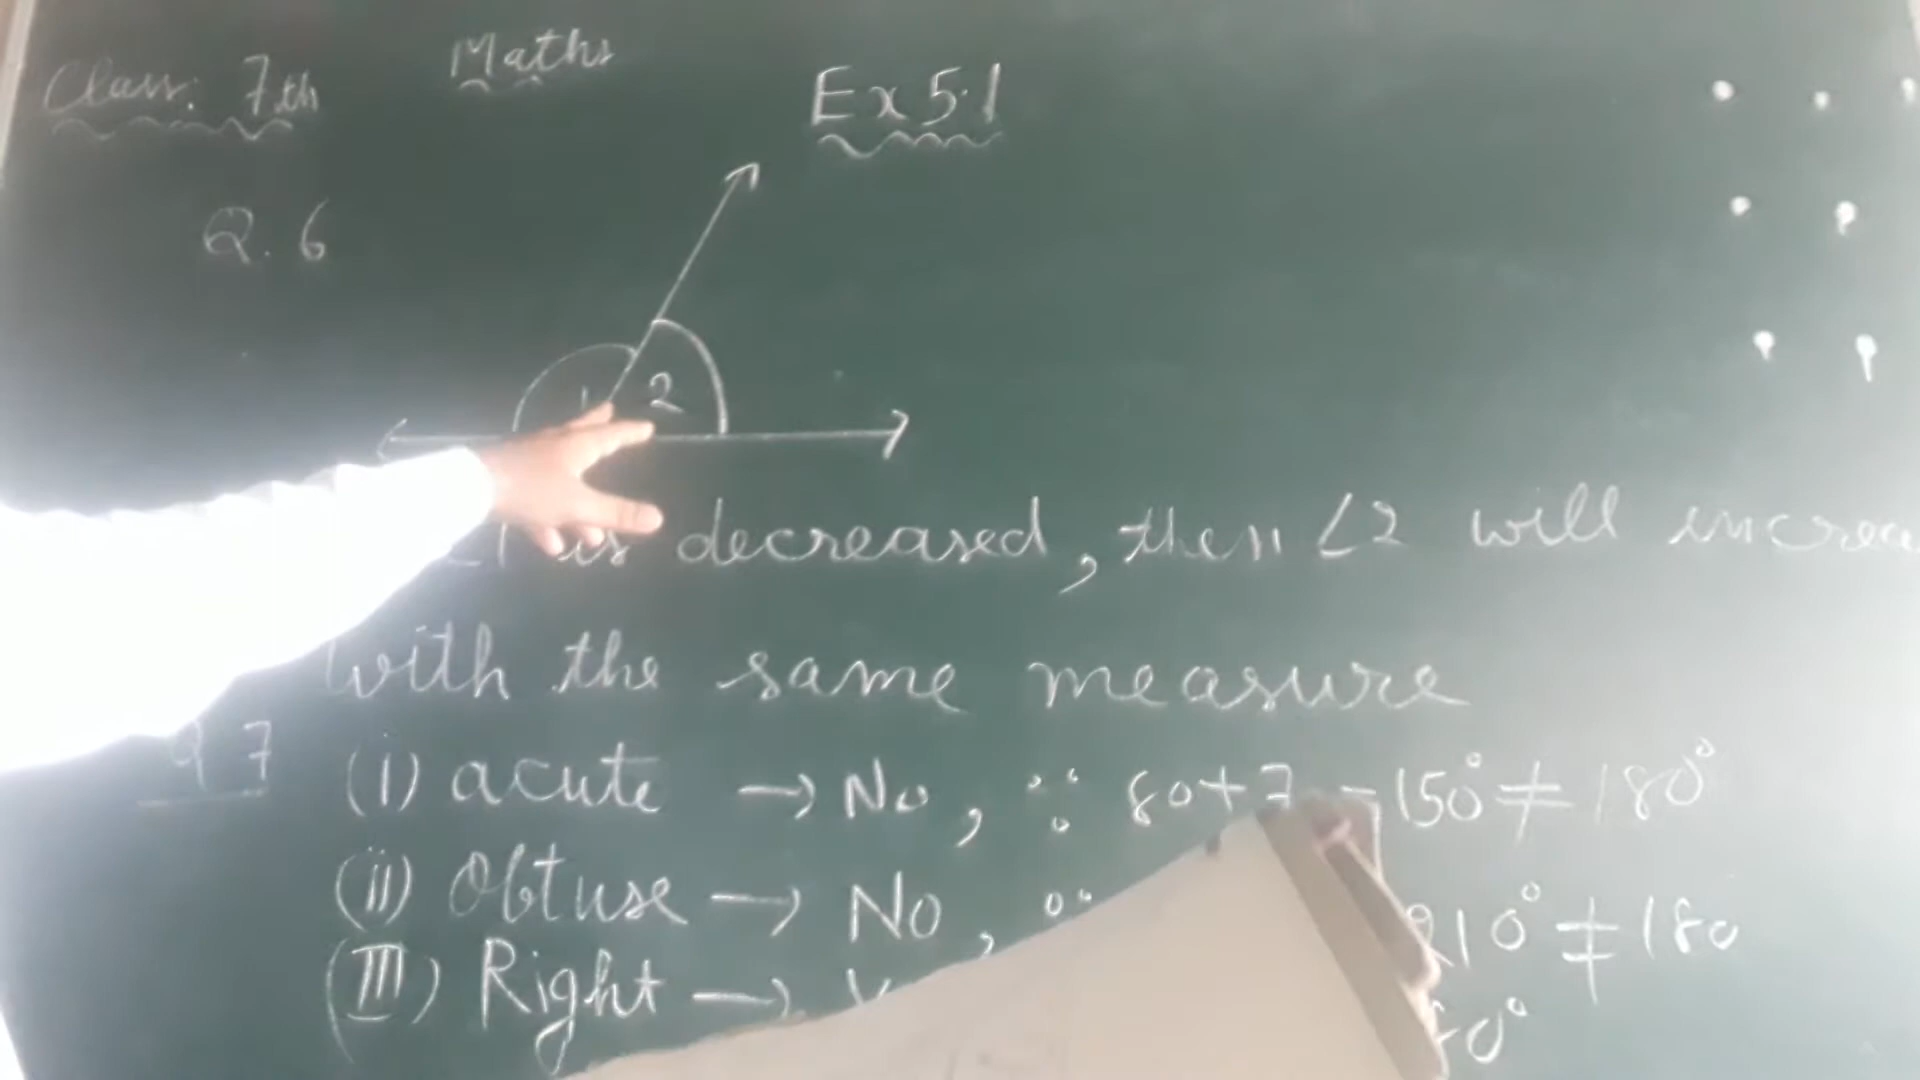 Class: 7th Maths Ex 5.1
Q. 6
1 2
∠1 is decreased, then ∠2 will increa
with the same measure
Q 7 (i) acute → No, ∵ 80+7 = 150° ≠ 180°
(ii) Obtuse → No, 210° ≠ 180
(III) Right →